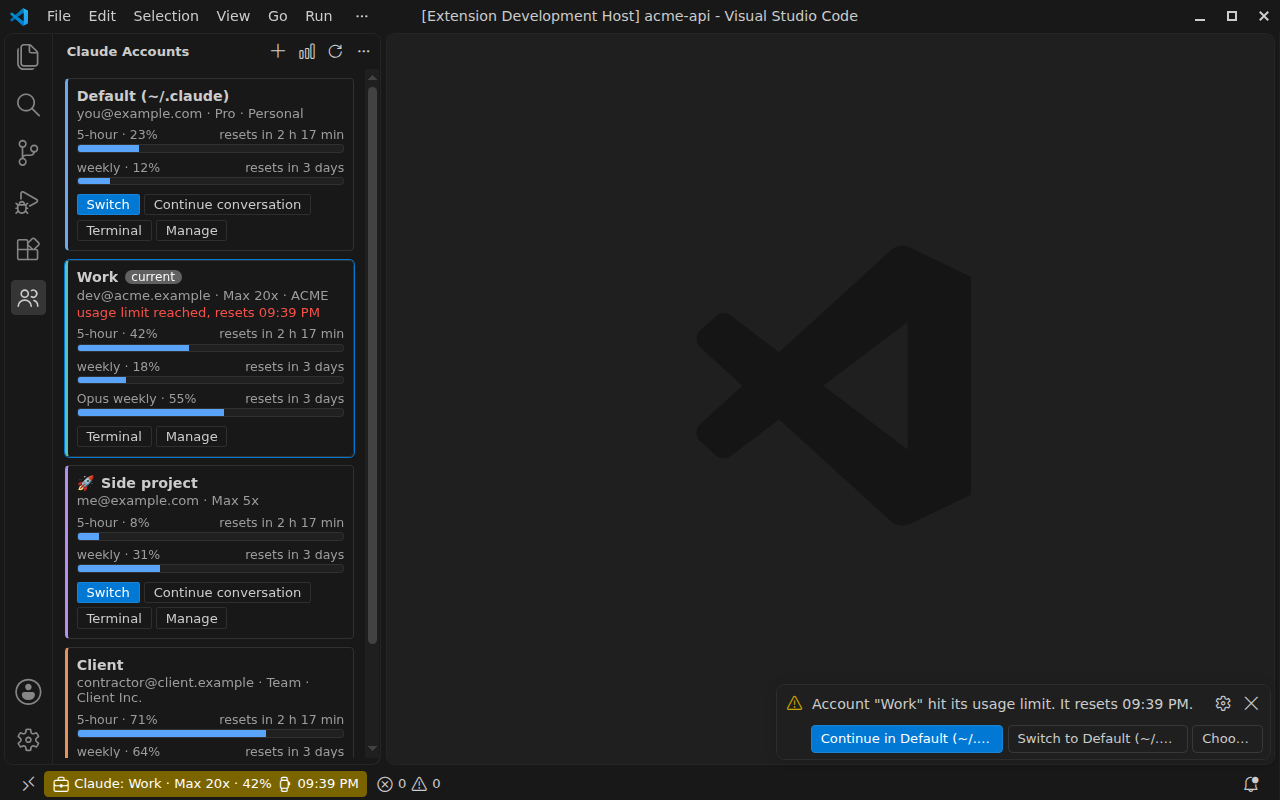 File Edit Selection View Go Run ··· [Extension Development Host] acme-api - Visual Studio Code
Claude Accounts
Default (~/.claude)
you@example.com · Pro · Personal
5-hour · 23% resets in 2 h 17 min
weekly · 12% resets in 3 days
Switch Continue conversation
Terminal Manage
Work current
dev@acme.example · Max 20x · ACME
usage limit reached, resets 09:39 PM
5-hour · 42% resets in 2 h 17 min
weekly · 18% resets in 3 days
Opus weekly · 55% resets in 3 days
Terminal Manage
🚀 Side project
me@example.com · Max 5x
5-hour · 8% resets in 2 h 17 min
weekly · 31% resets in 3 days
Switch Continue conversation
Terminal Manage
Client
contractor@client.example · Team ·
Client Inc.
5-hour · 71% resets in 2 h 17 min
weekly · 64% resets in 3 days
Account "Work" hit its usage limit. It resets 09:39 PM.
Continue in Default (~/.... Switch to Default (~/.... Choo...
Claude: Work · Max 20x · 42% 09:39 PM 0 0